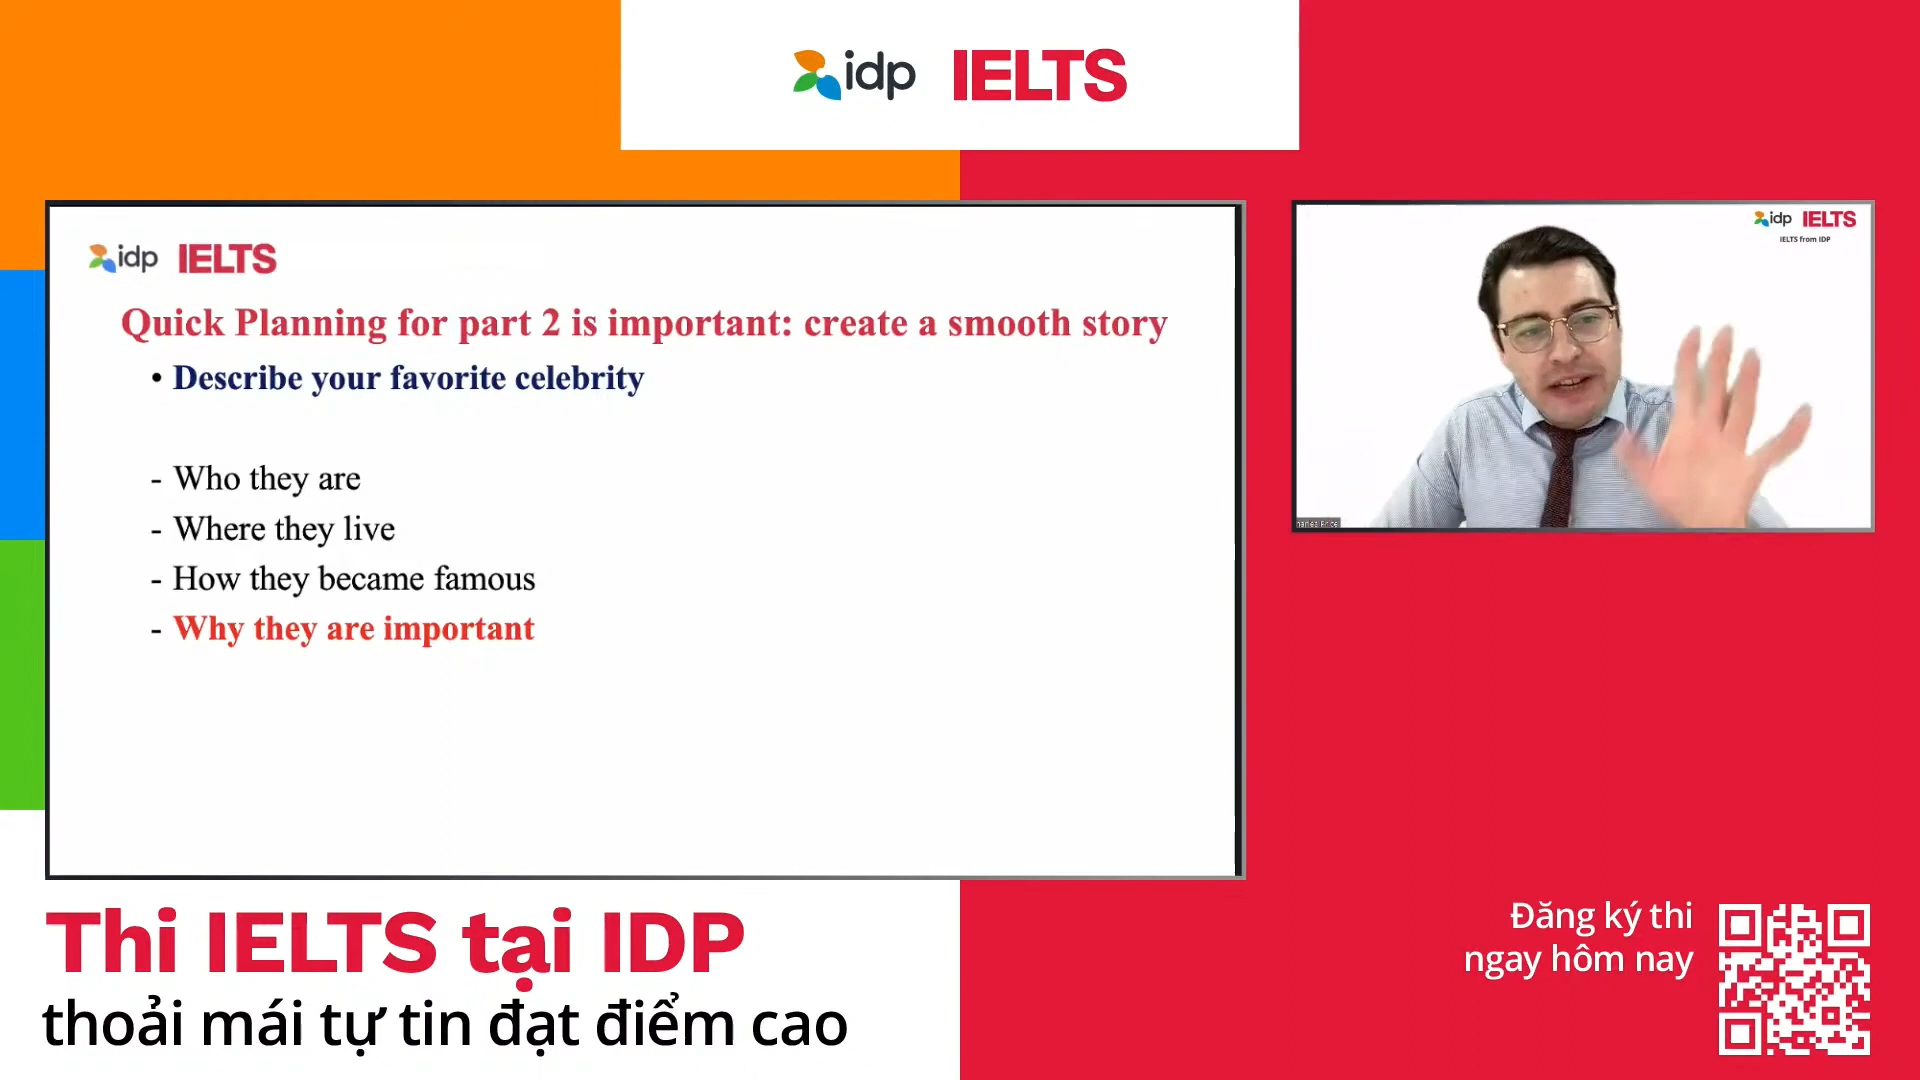 idp IELTS
idp IELTS
Quick Planning for part 2 is important: create a smooth story
• Describe your favorite celebrity
- Who they are
- Where they live
- How they became famous
- Why they are important
idp IELTS
IELTS from IDP
Thi IELTS tại IDP
thoải mái tự tin đạt điểm cao
Đăng ký thi
ngay hôm nay